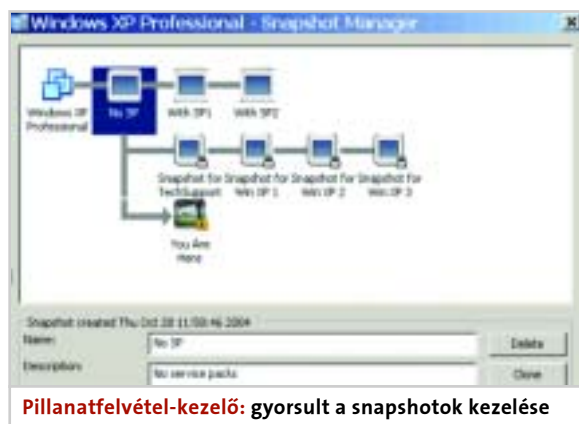 Windows XP Professional - Snapshot Manager
Windows XP Professional
No SP
With SP1
With SP2
Snapshot for TechSupport
Snapshot for Win XP 1
Snapshot for Win XP 2
Snapshot for Win XP 3
You Are Here
Snapshot created Thu Oct 28 11:58:46 2004
Name:
No SP
Delete
Description:
No service packs
Clone
Pillanatfelvétel-kezelő: gyorsult a snapshotok kezelése